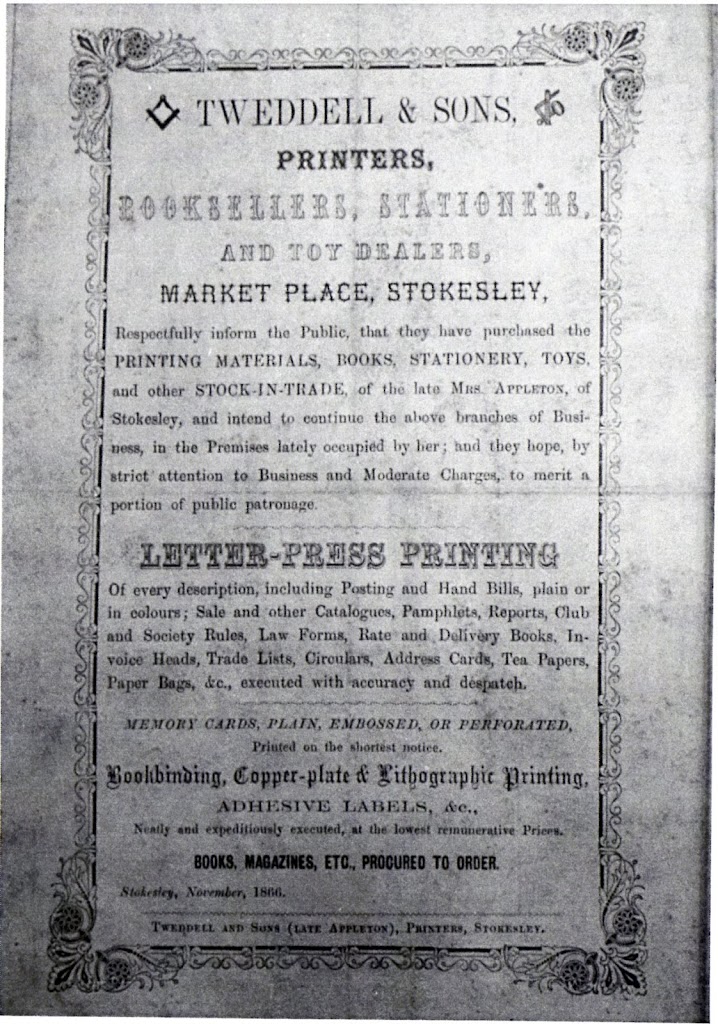 TWEDDELL & SONS,
PRINTERS,
BOOKSELLERS, STATIONERS,
AND TOY DEALERS,
MARKET PLACE, STOKESLEY,
Respectfully inform the Public, that they have purchased the
PRINTING MATERIALS, BOOKS, STATIONERY, TOYS,
and other STOCK-IN-TRADE, of the late MRS. APPLETON, of
Stokesley, and intend to continue the above branches of Busi-
ness, in the Premises lately occupied by her; and they hope, by
strict attention to Business and Moderate Charges, to merit a
portion of public patronage.
LETTER-PRESS PRINTING
Of every description, including Posting and Hand Bills, plain or
in colours; Sale and other Catalogues, Pamphlets, Reports, Club
and Society Rules, Law Forms, Rate and Delivery Books, In-
voice Heads, Trade Lists, Circulars, Address Cards, Tea Papers,
Paper Bags, &c., executed with accuracy and despatch.
MEMORY CARDS, PLAIN, EMBOSSED, OR PERFORATED,
Printed on the shortest notice.
Bookbinding, Copper-plate & Lithographic Printing,
ADHESIVE LABELS, &c.,
Neatly and expeditiously executed, at the lowest remunerative Prices.
BOOKS, MAGAZINES, ETC., PROCURED TO ORDER.
Stokesley, November, 1866.
TWEDDELL AND SONS (LATE APPLETON), PRINTERS, STOKESLEY.